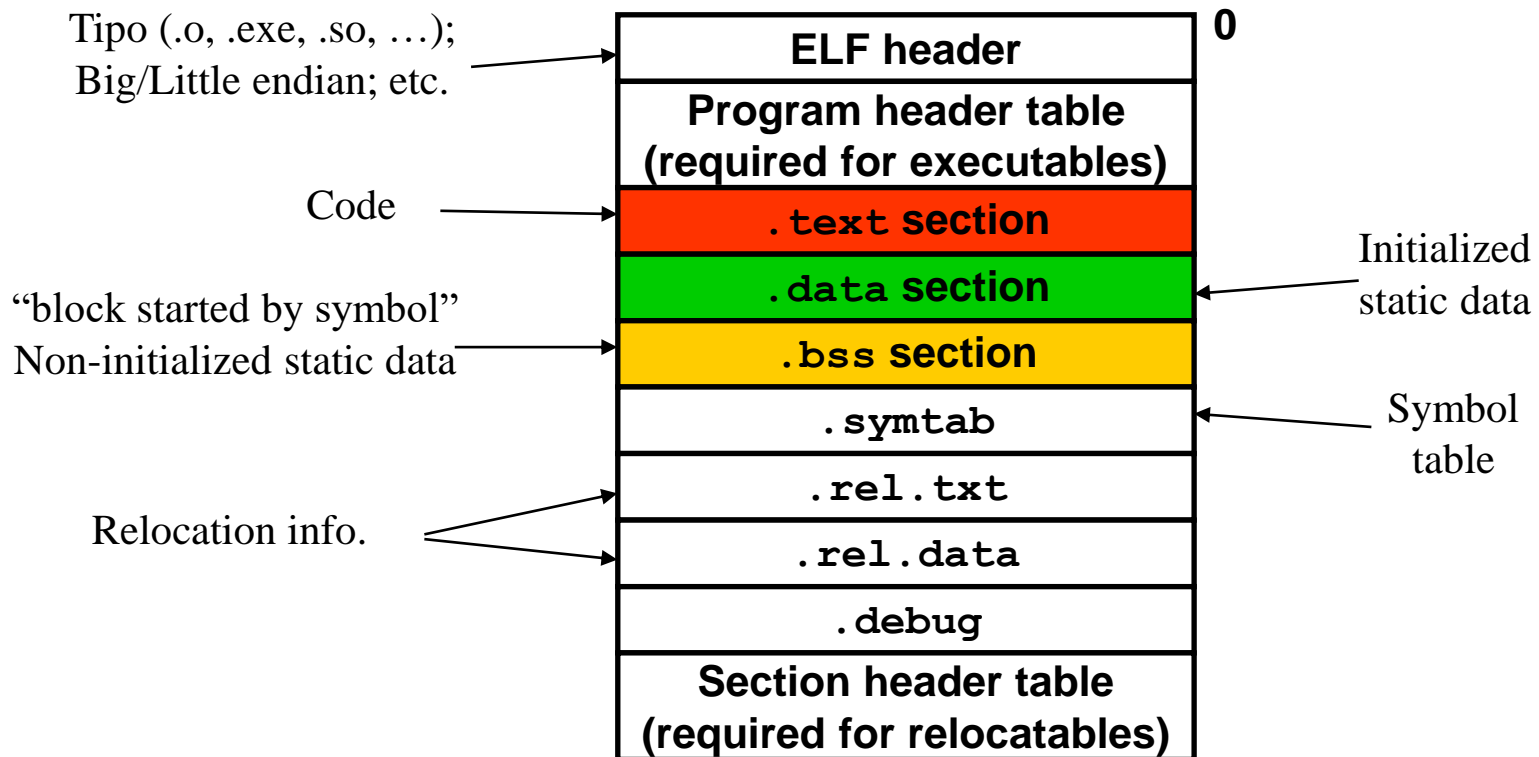 Tipo (.o, .exe, .so, …);
Big/Little endian; etc.
0
ELF header
Program header table
(required for executables)
Code
.text section
Initialized
static data
.data section
“block started by symbol”
Non-initialized static data
.bss section
Symbol
table
.symtab
.rel.txt
Relocation info.
.rel.data
.debug
Section header table
(required for relocatables)